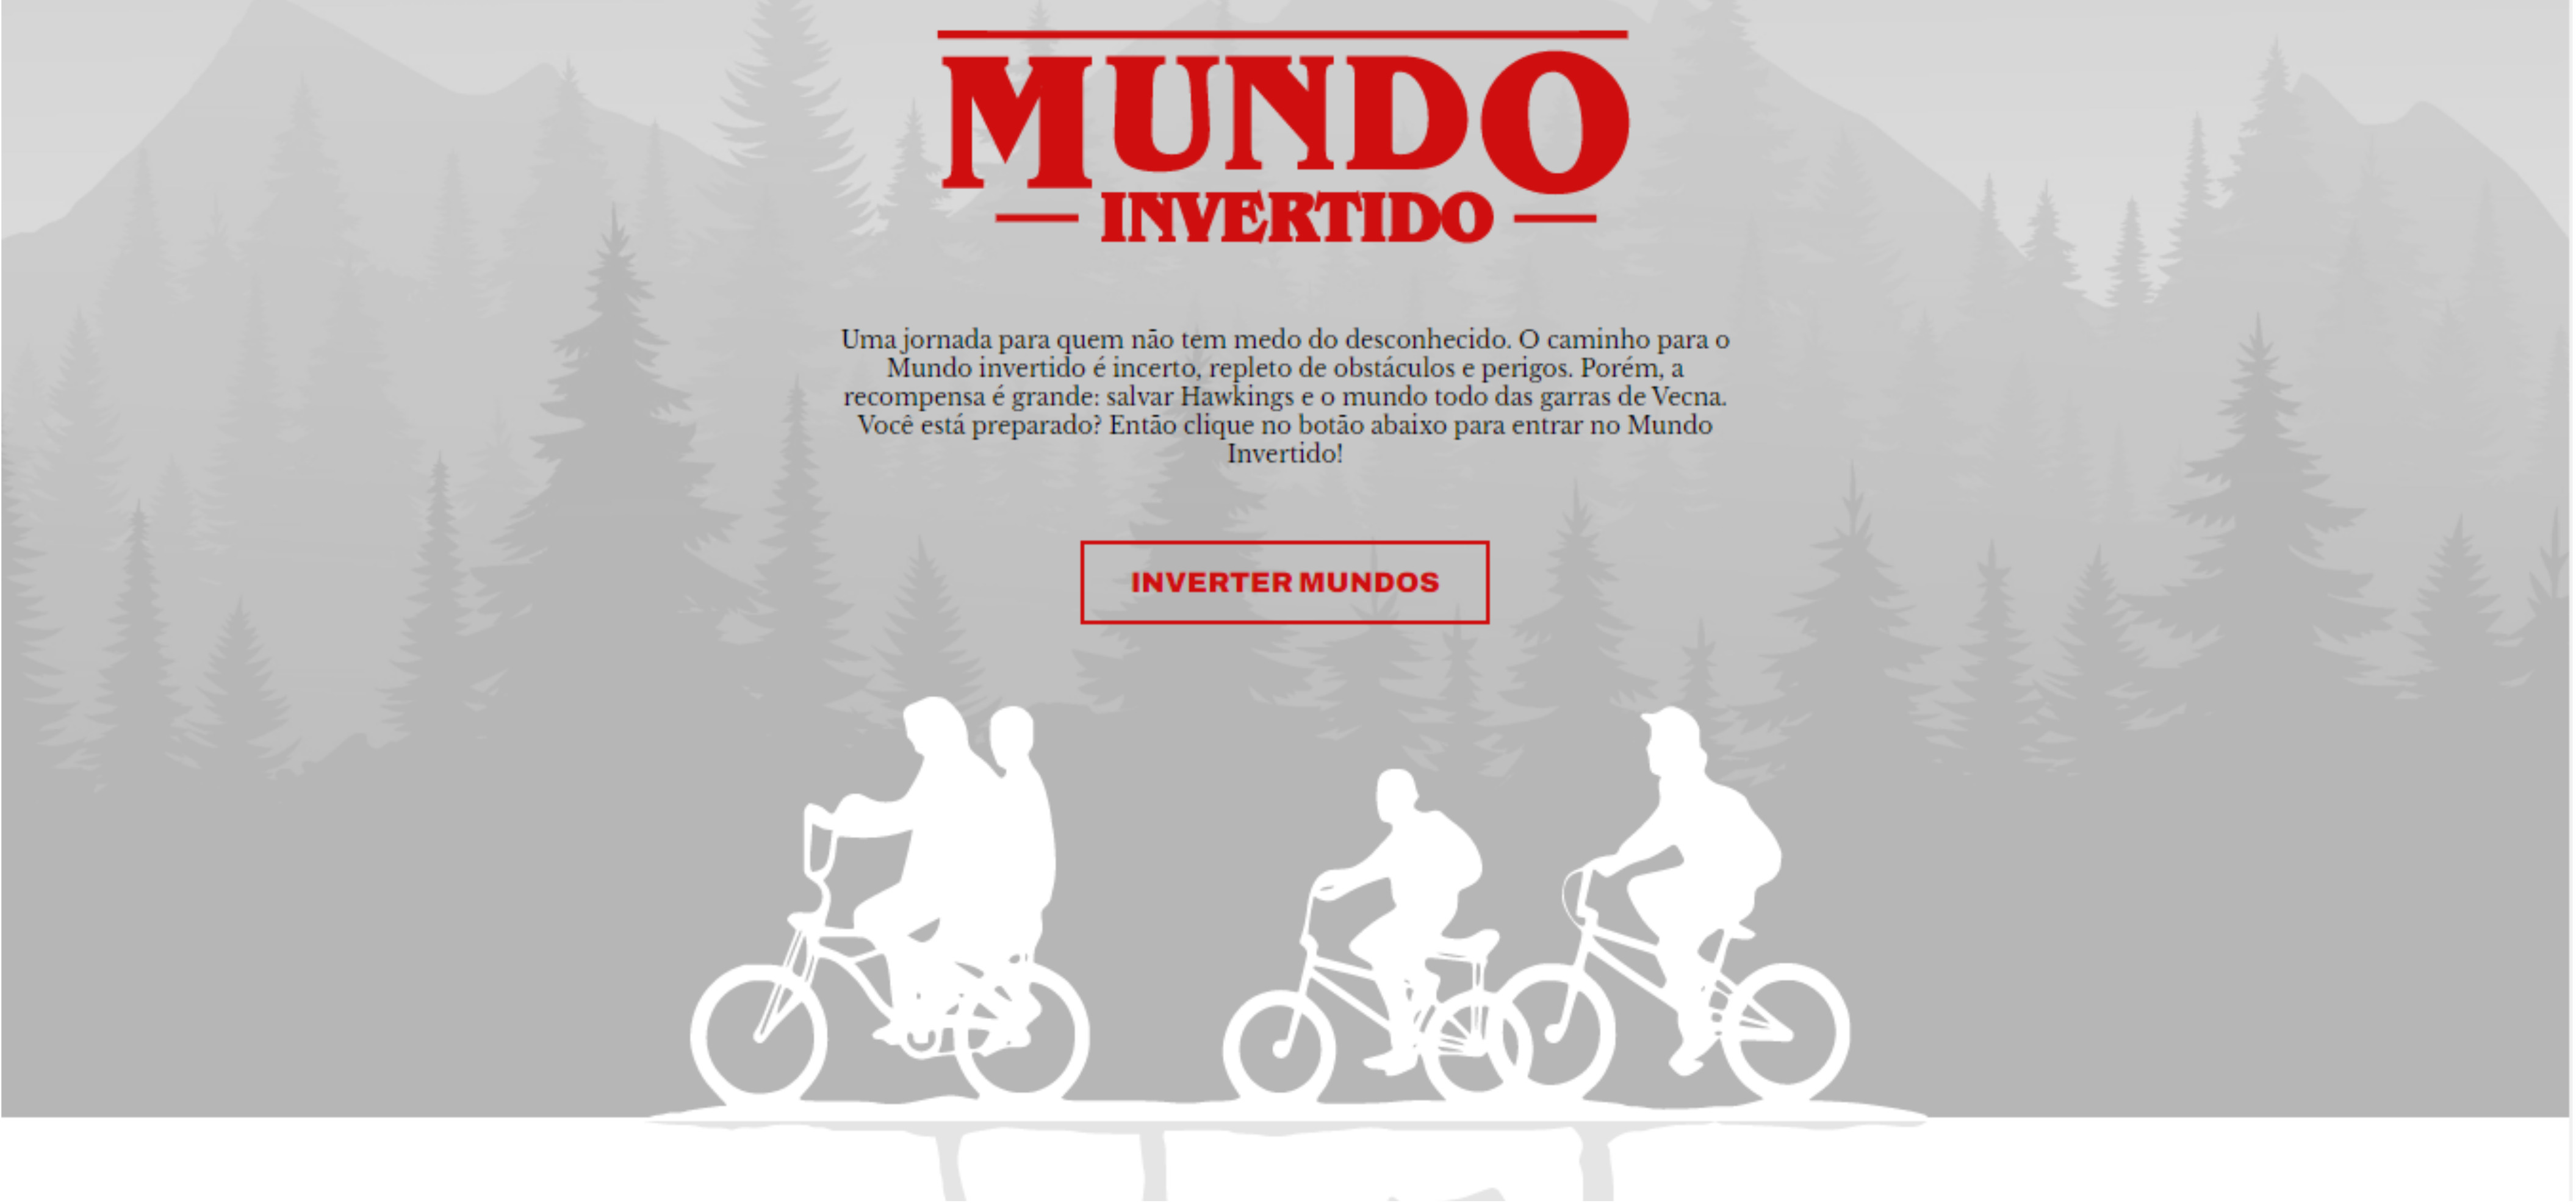 MUNDO
INVERTIDO
Uma jornada para quem não tem medo do desconhecido. O caminho para o
Mundo invertido é incerto, repleto de obstáculos e perigos. Porém, a
recompensa é grande: salvar Hawkings e o mundo todo das garras de Vecna.
Você está preparado? Então clique no botão abaixo para entrar no Mundo
Invertido!
INVERTER MUNDOS